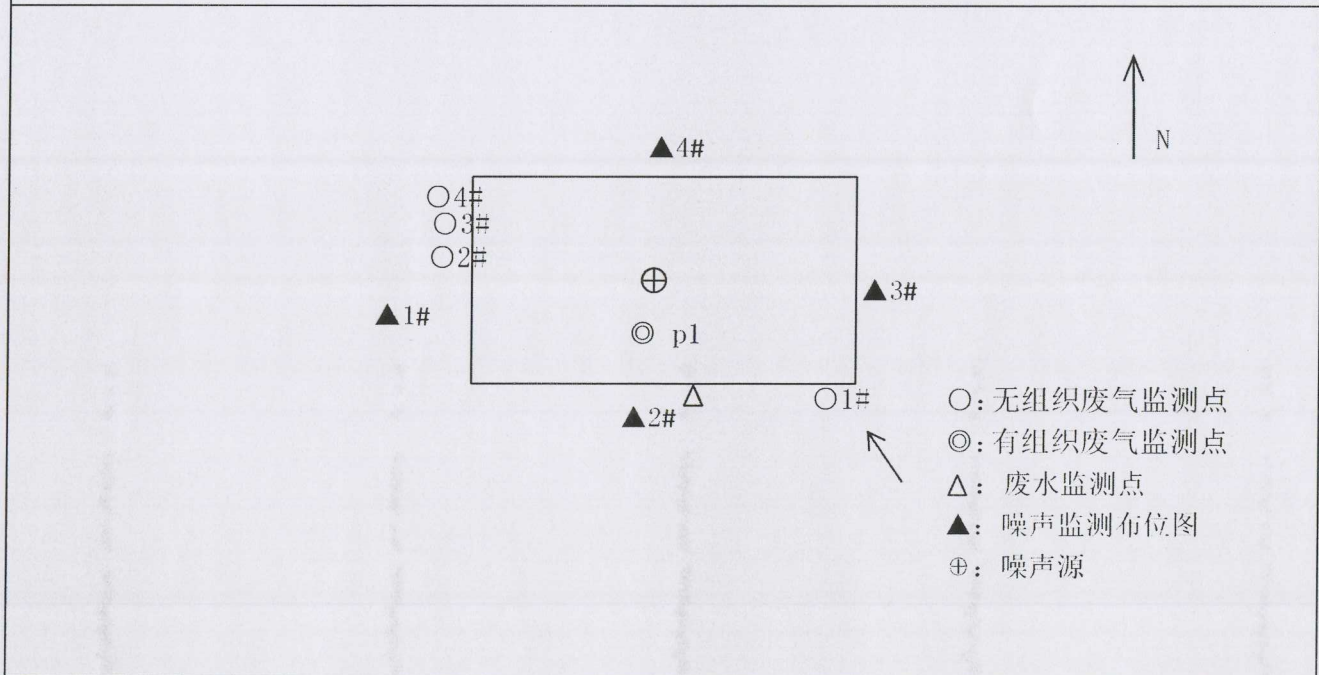 N
▲4#
○4#
○3#
○2#
▲3#
▲1#
◎ p1
○1#
▲2#
○: 无组织废气监测点
◎: 有组织废气监测点
△: 废水监测点
▲: 噪声监测布位图
⊕: 噪声源